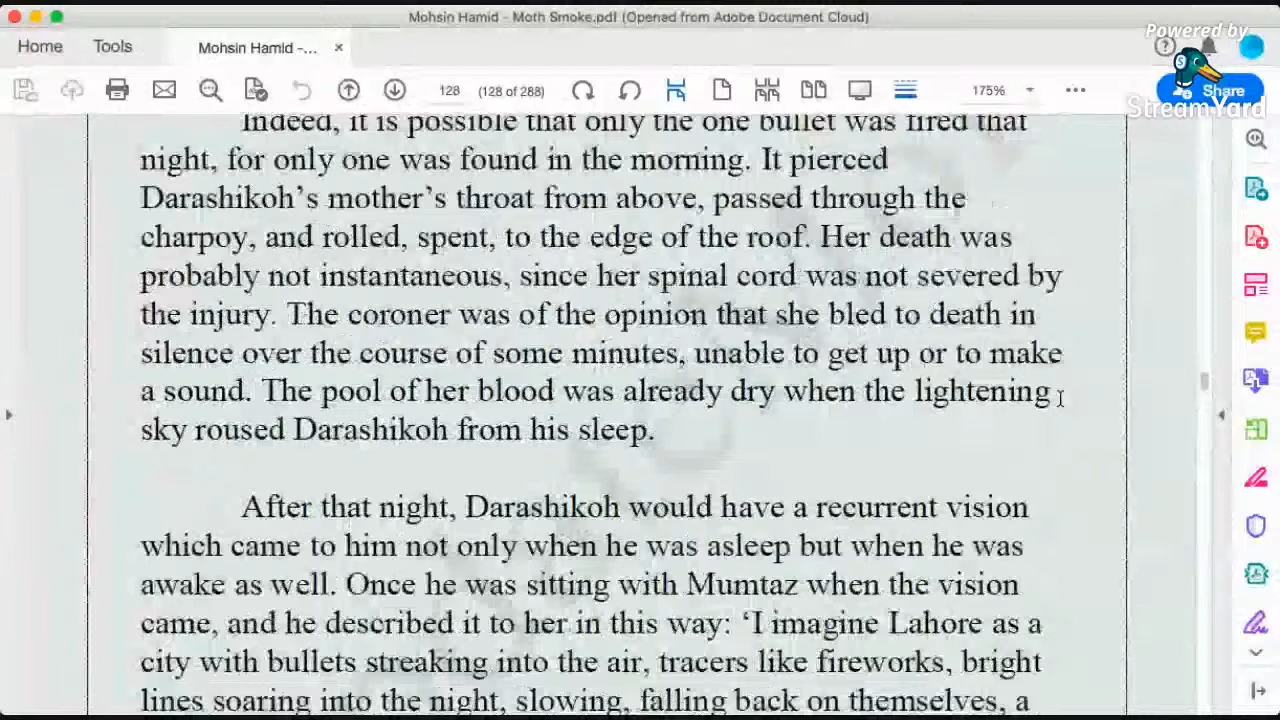 Mohsin Hamid - Moth Smoke.pdf (Opened from Adobe Document Cloud)
Powered by
Home Tools Mohsin Hamid -... ×
128 (128 of 288) 175% Share
StreamYard
Indeed, it is possible that only the one bullet was fired that
night, for only one was found in the morning. It pierced
Darashikoh’s mother’s throat from above, passed through the
charpoy, and rolled, spent, to the edge of the roof. Her death was
probably not instantaneous, since her spinal cord was not severed by
the injury. The coroner was of the opinion that she bled to death in
silence over the course of some minutes, unable to get up or to make
a sound. The pool of her blood was already dry when the lightening
sky roused Darashikoh from his sleep.
After that night, Darashikoh would have a recurrent vision
which came to him not only when he was asleep but when he was
awake as well. Once he was sitting with Mumtaz when the vision
came, and he described it to her in this way: ‘I imagine Lahore as a
city with bullets streaking into the air, tracers like fireworks, bright
lines soaring into the night, slowing, falling back on themselves, a